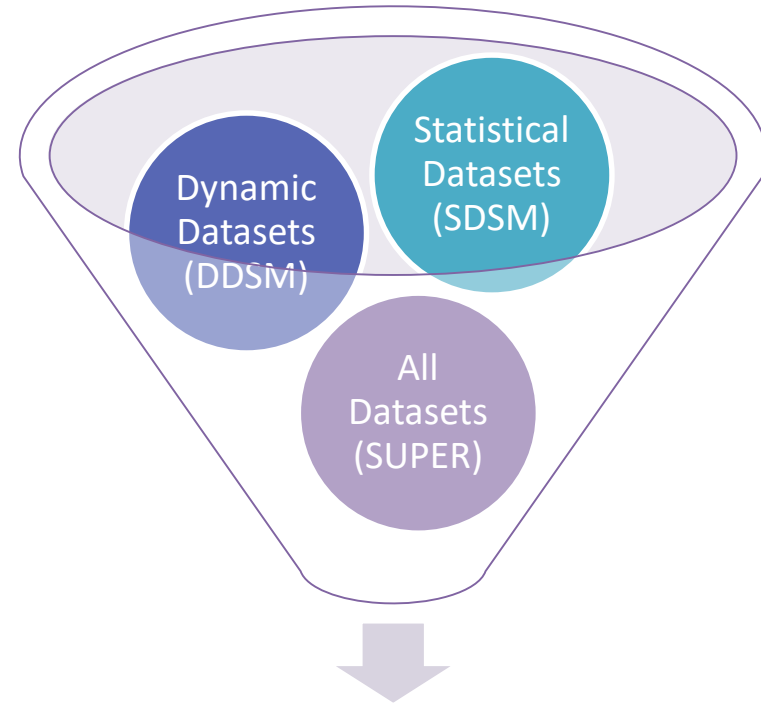 Statistical
Datasets
(SDSM)
Dynamic
Datasets
(DDSM)
All
Datasets
(SUPER)